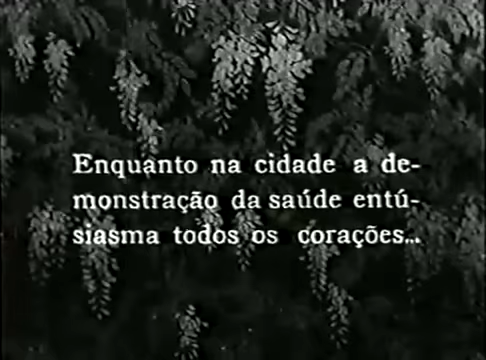 Enquanto na cidade a de-
monstração da saúde entú-
siasma todos os corações...